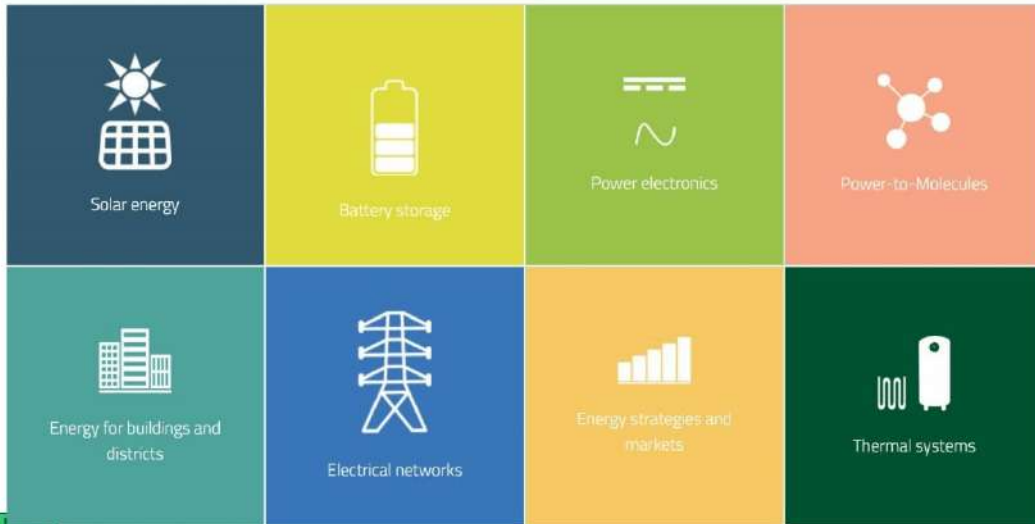 Solar energy
Battery storage
Power electronics
Power-to-Molecules
Energy for buildings and
districts
Electrical networks
Energy strategies and
markets
Thermal systems